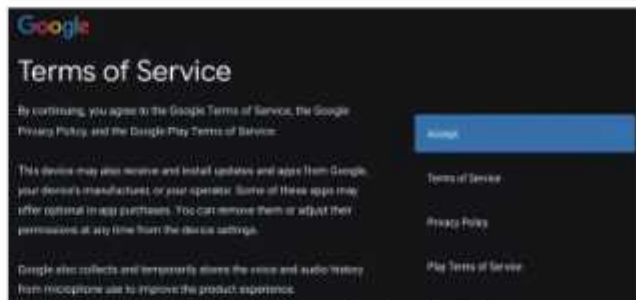 Google
Terms of Service
By continuing, you agree to the Google Terms of Service, the Google
Privacy Policy, and the Google Play Terms of Service.
This device may also receive and install updates and apps from Google,
your device's manufacturer, or your operator. Some of these apps may
offer optional in-app purchases. You can remove them or adjust their
permissions at any time from the device settings.
Google also collects and temporarily stores the voice and audio history
from microphone use to improve the product experience.
Accept
Terms of Service
Privacy Policy
Play Terms of Service